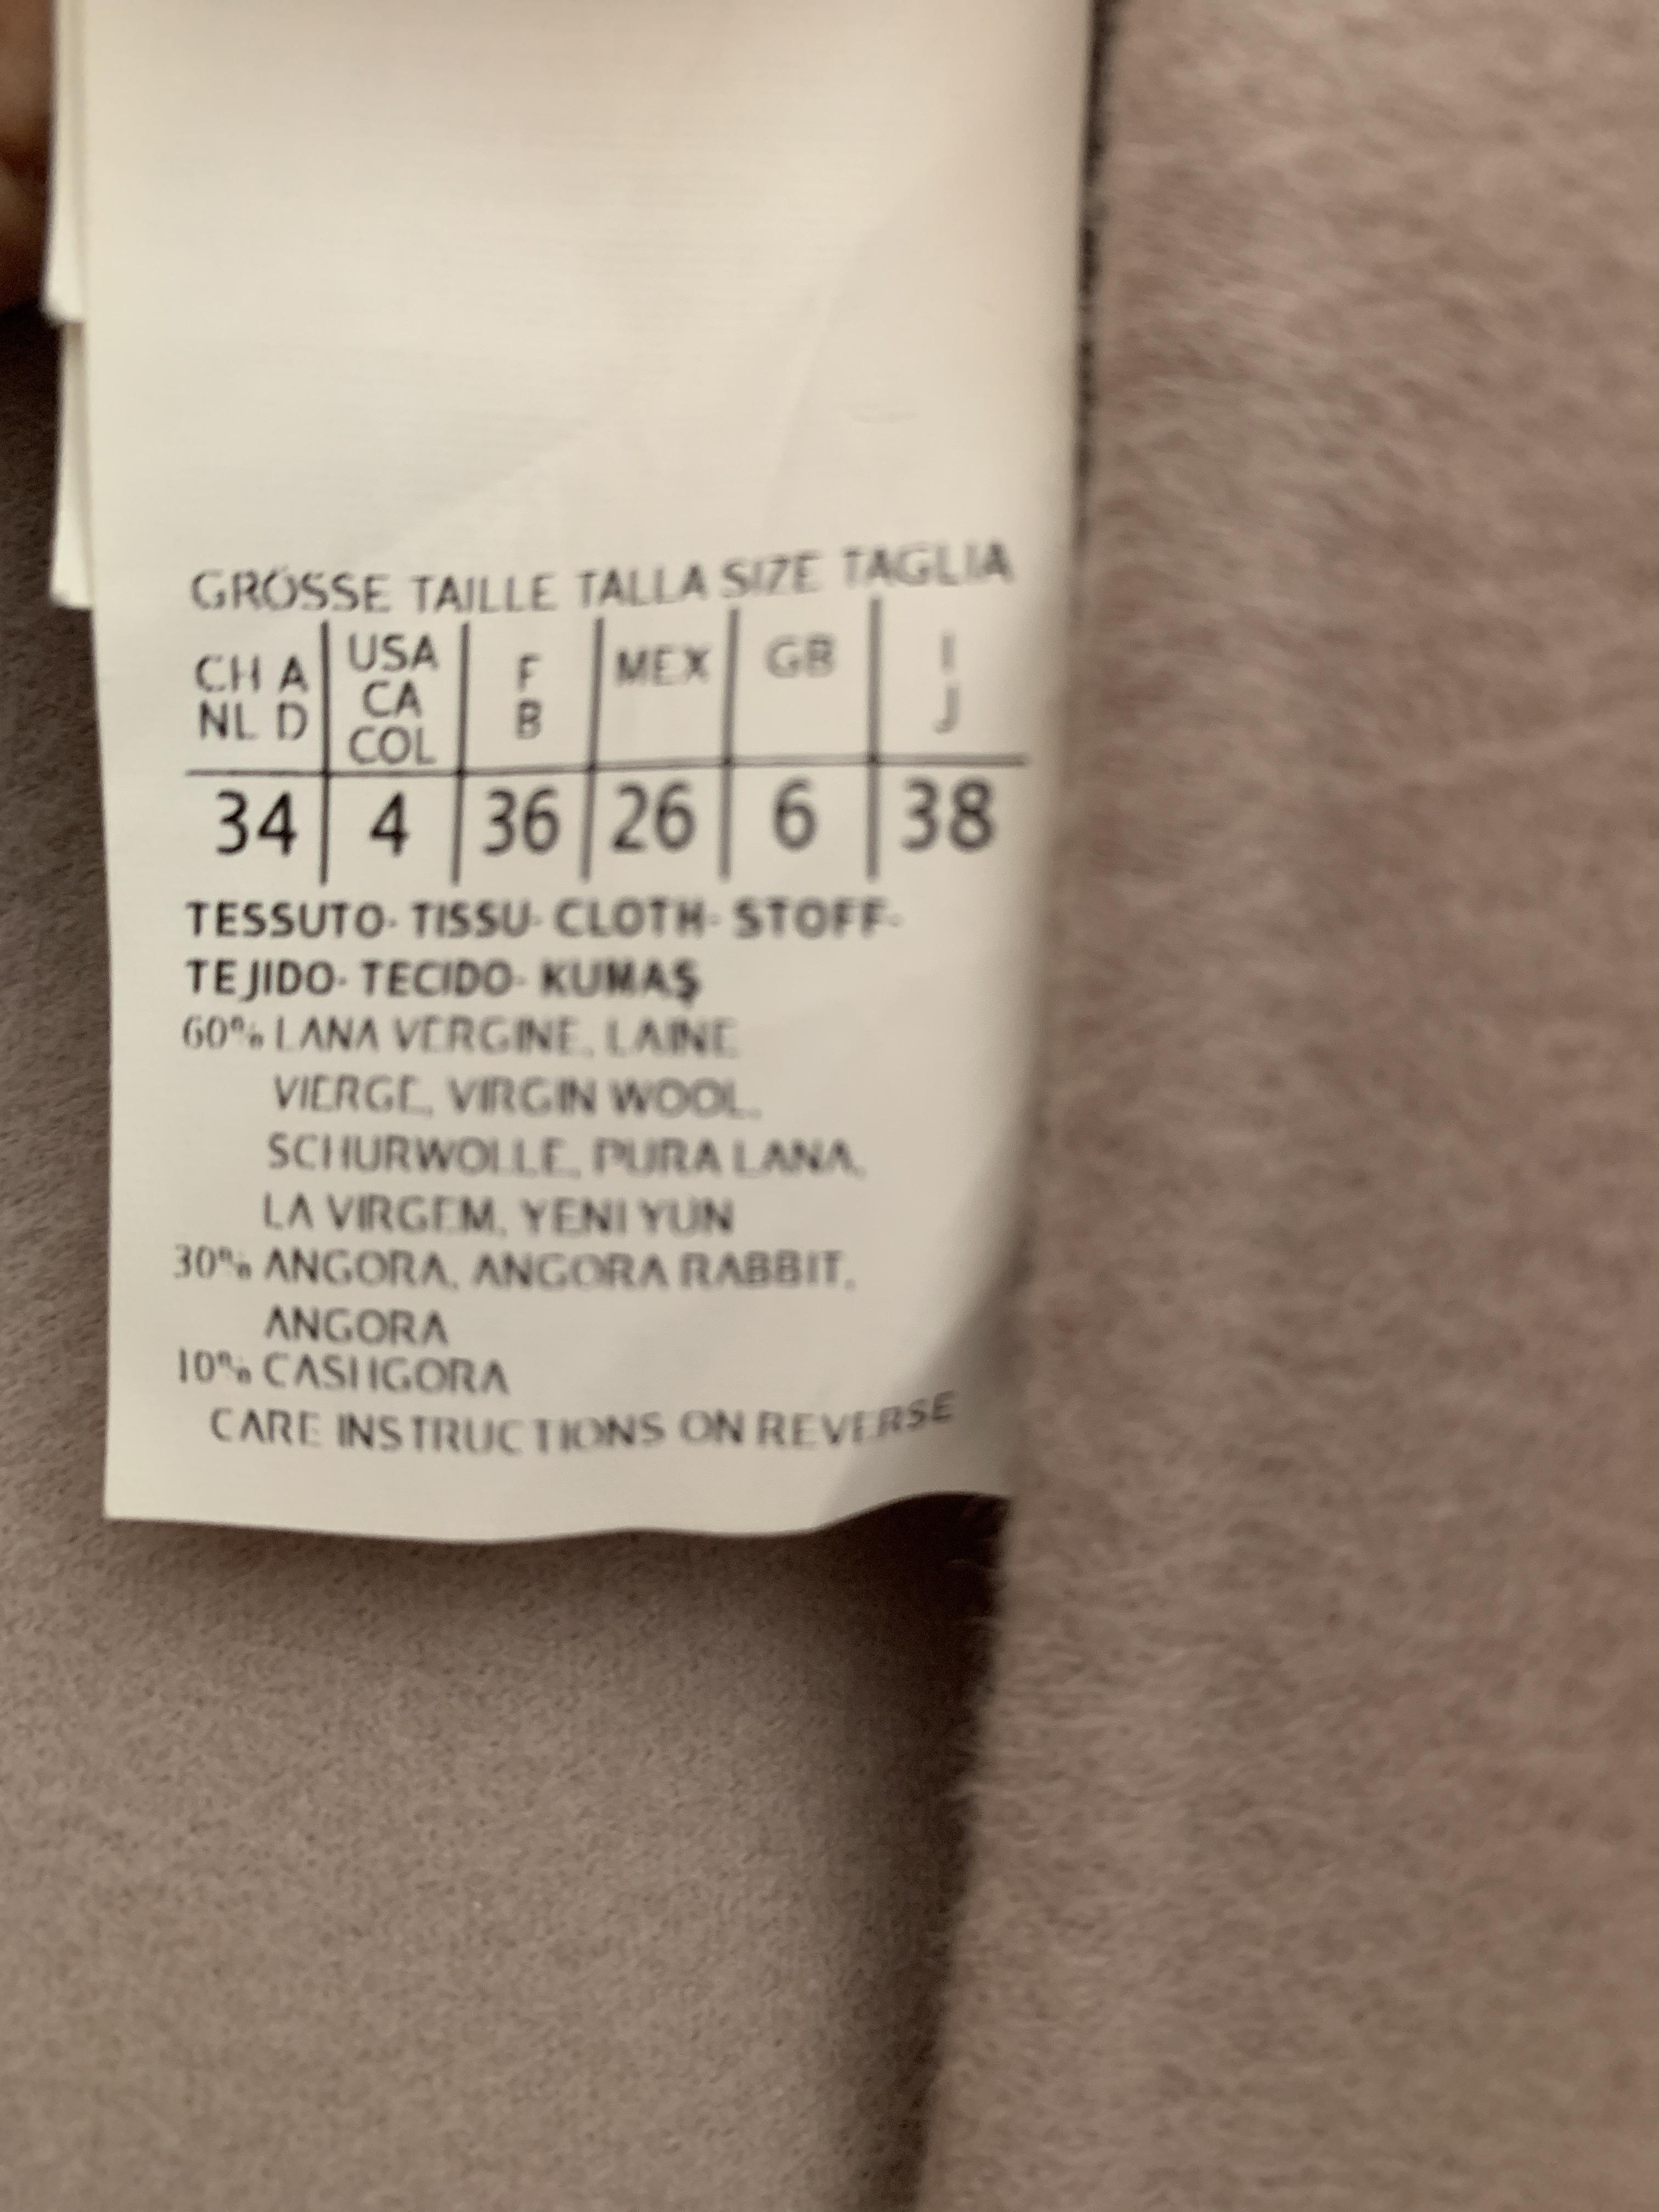 GRÖSSE TAILLE TALLA SIZE TAGLIA
CH A USA F MEX GB I
NL D CA B J
COL
34 4 36 26 6 38
TESSUTO- TISSU- CLOTH- STOFF-
TEJIDO- TECIDO- KUMAŞ
60% LANA VERGINE, LAINE
VIERGE, VIRGIN WOOL,
SCHURWOLLE, PURA LANA,
LA VIRGEM, YENI YUN
30% ANGORA, ANGORA RABBIT,
ANGORA
10% CASHGORA
CARE INSTRUCTIONS ON REVERSE